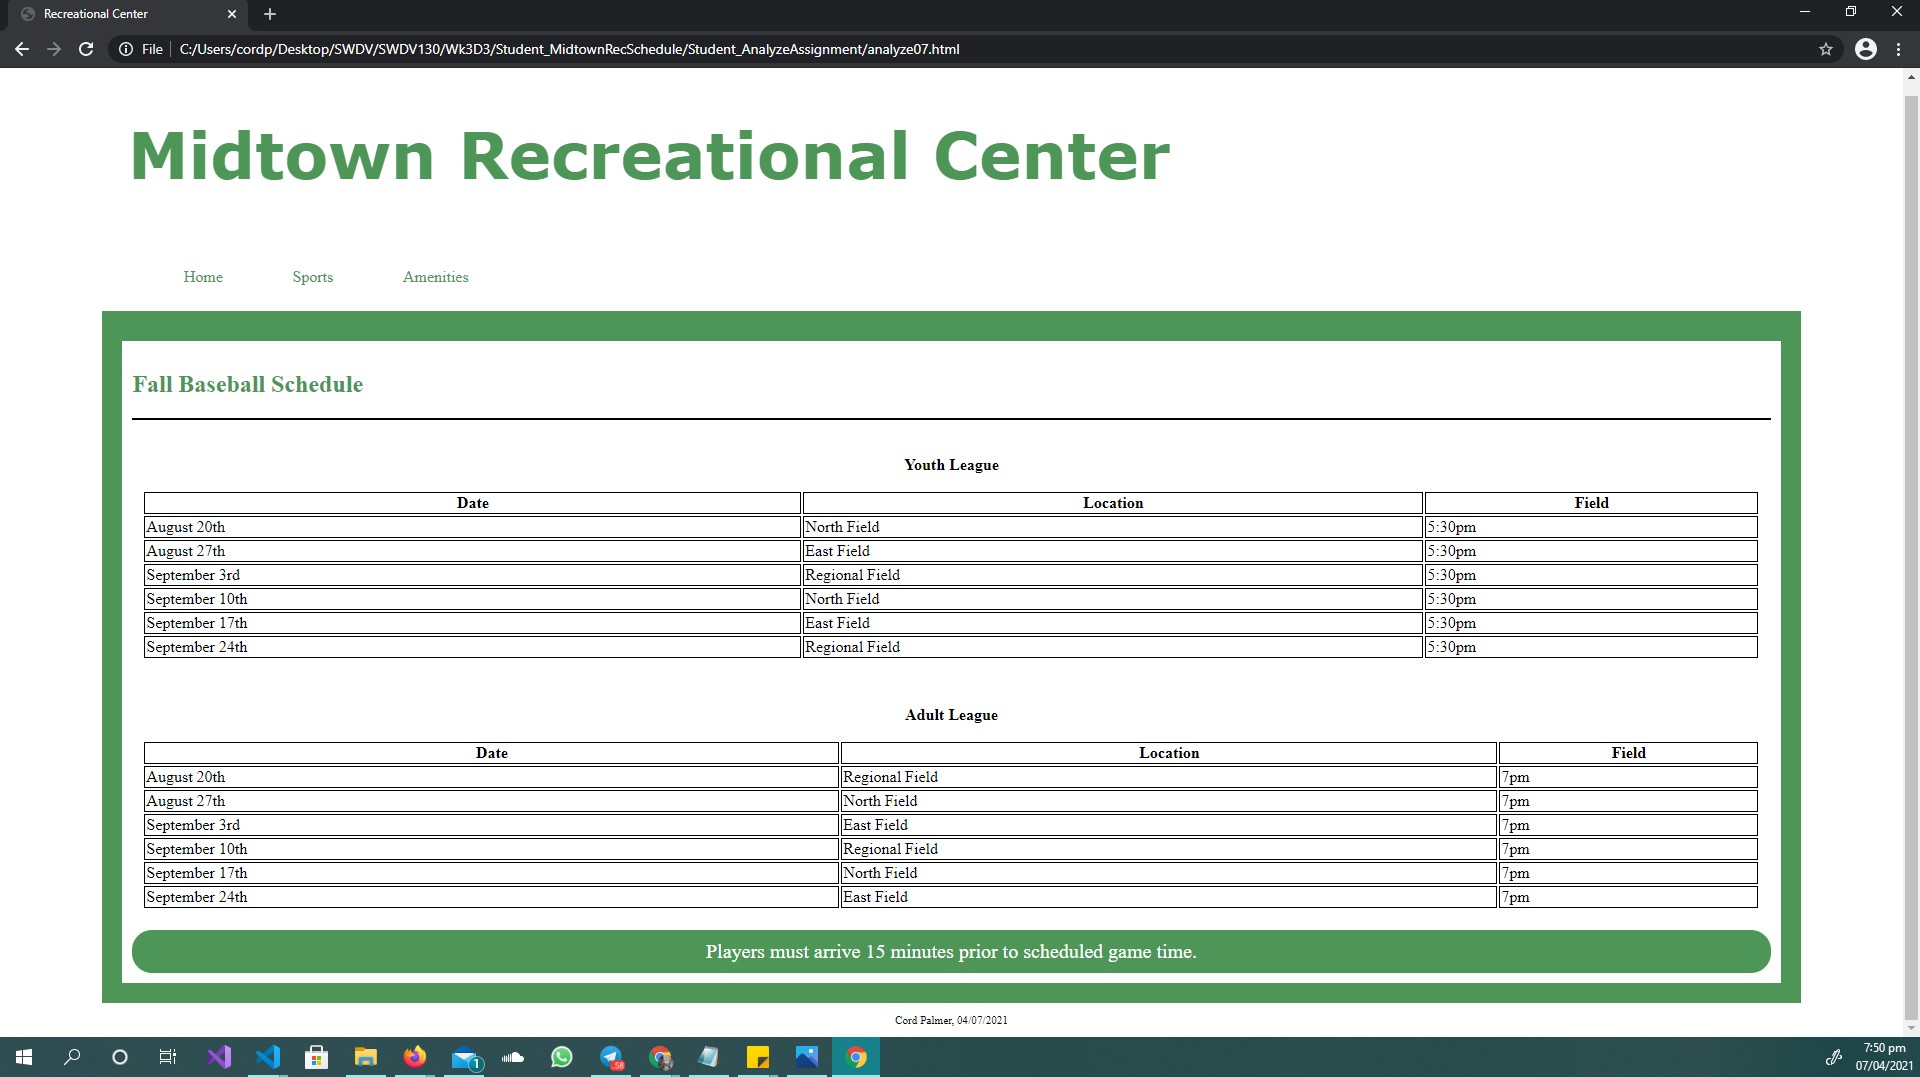 Recreational Center
File C:/Users/cordp/Desktop/SWDV/SWDV130/Wk3D3/Student_MidtownRecSchedule/Student_AnalyzeAssignment/analyze07.html
Midtown Recreational Center
Home Sports Amenities
Fall Baseball Schedule
Youth League
Date Location Field
August 20th North Field 5:30pm
August 27th East Field 5:30pm
September 3rd Regional Field 5:30pm
September 10th North Field 5:30pm
September 17th East Field 5:30pm
September 24th Regional Field 5:30pm
Adult League
Date Location Field
August 20th Regional Field 7pm
August 27th North Field 7pm
September 3rd East Field 7pm
September 10th Regional Field 7pm
September 17th North Field 7pm
September 24th East Field 7pm
Players must arrive 15 minutes prior to scheduled game time.
Cord Palmer, 04/07/2021
1
58
7:50 pm
07/04/2021